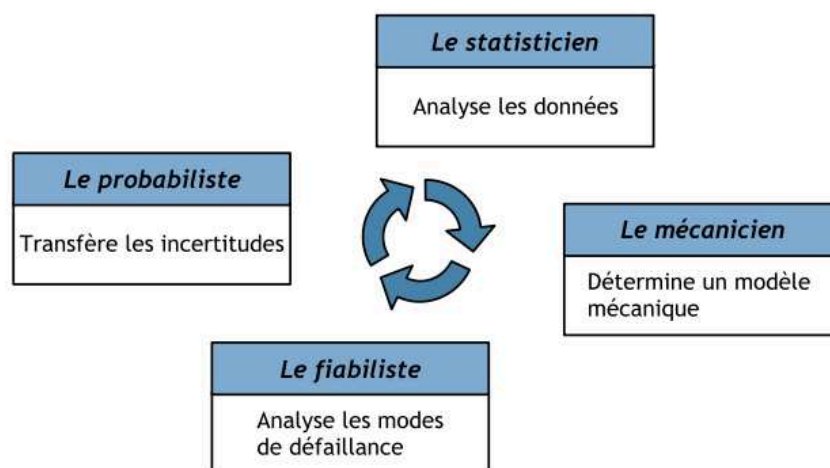 Le statisticien
Analyse les données
Le probabiliste
Transfère les incertitudes
Le mécanicien
Détermine un modèle
mécanique
Le fiabiliste
Analyse les modes
de défaillance